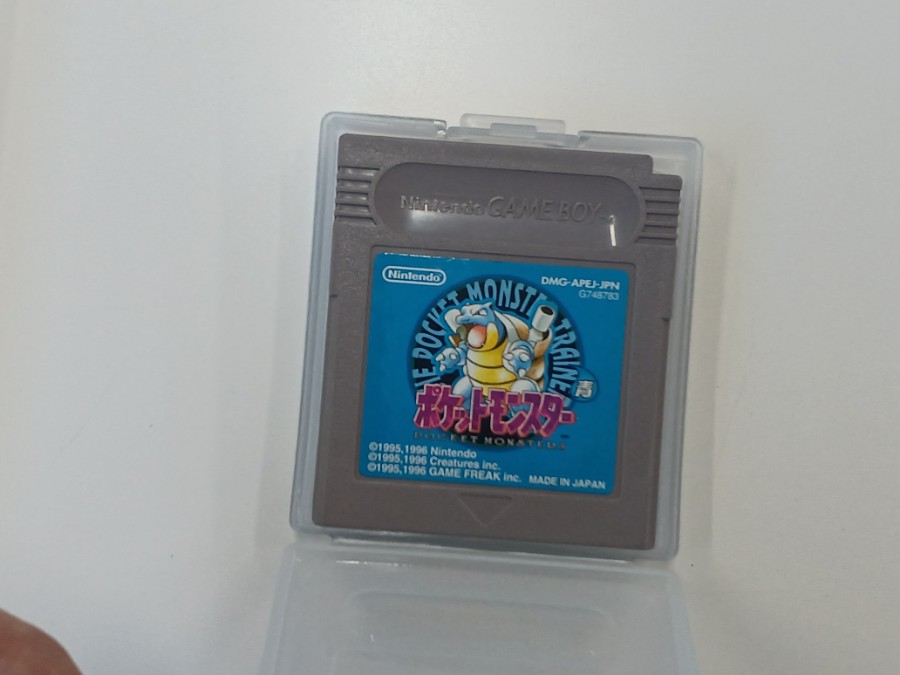 Nintendo GAME BOY
Nintendo
DMG-APEJ-JPN
G748783
POCKET MONSTER TRAINER
青
ポケットモンスター
POCKET MONSTERS
©1995,1996 Nintendo
©1995,1996 Creatures inc.
©1995,1996 GAME FREAK inc. MADE IN JAPAN